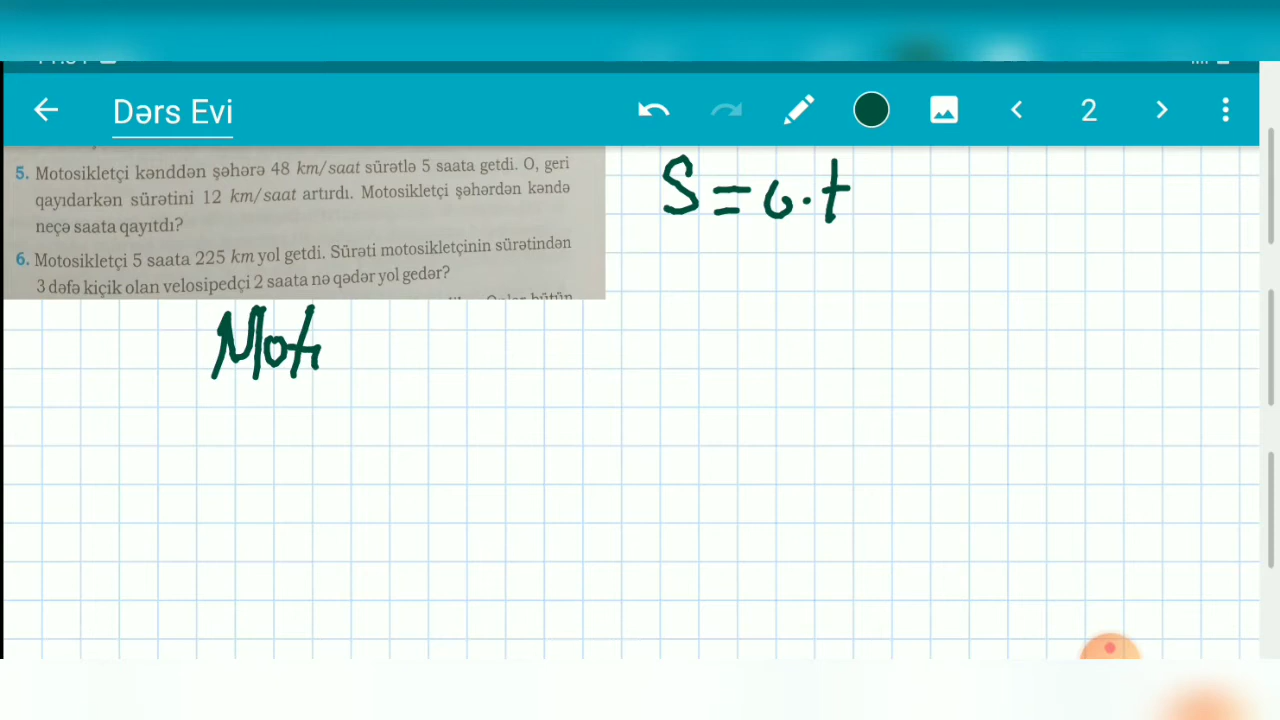 Dərs Evi
2
5. Motosikletçi kənddən şəhərə 48 km/saat sürətlə 5 saata getdi. O, geri
qayıdarkən sürətini 12 km/saat artırdı. Motosikletçi şəhərdən kəndə
neçə saata qayıtdı?
6. Motosikletçi 5 saata 225 km yol getdi. Sürəti motosikletçinin sürətindən
3 dəfə kiçik olan velosipedçi 2 saata nə qədər yol gedər?
S = υ · t
Mot